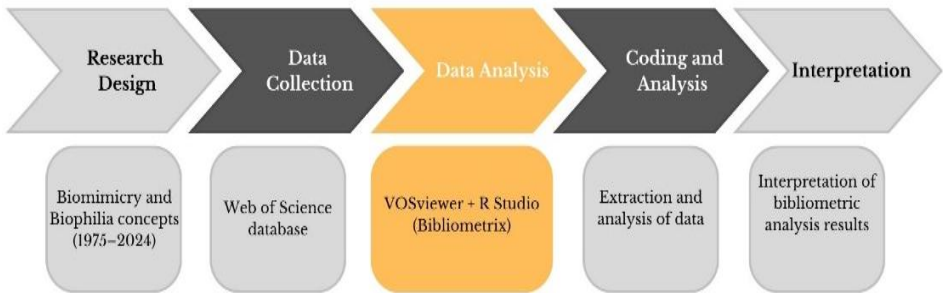 Research
Design
Data
Collection
Data Analysis
Coding and
Analysis
Interpretation
Biomimicry and
Biophilia concepts
(1975–2024)
Web of Science
database
VOSviewer + R Studio
(Bibliometrix)
Extraction and
analysis of data
Interpretation of
bibliometric
analysis results